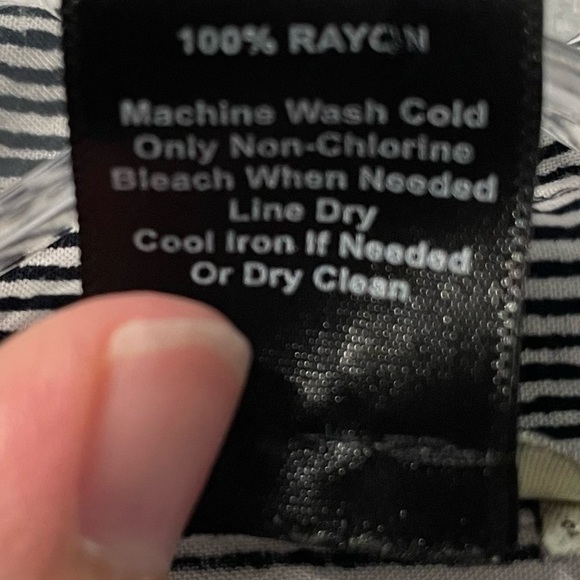 100% RAYON
Machine Wash Cold
Only Non-Chlorine
Bleach When Needed
Line Dry
Cool Iron If Needed
Or Dry Clean